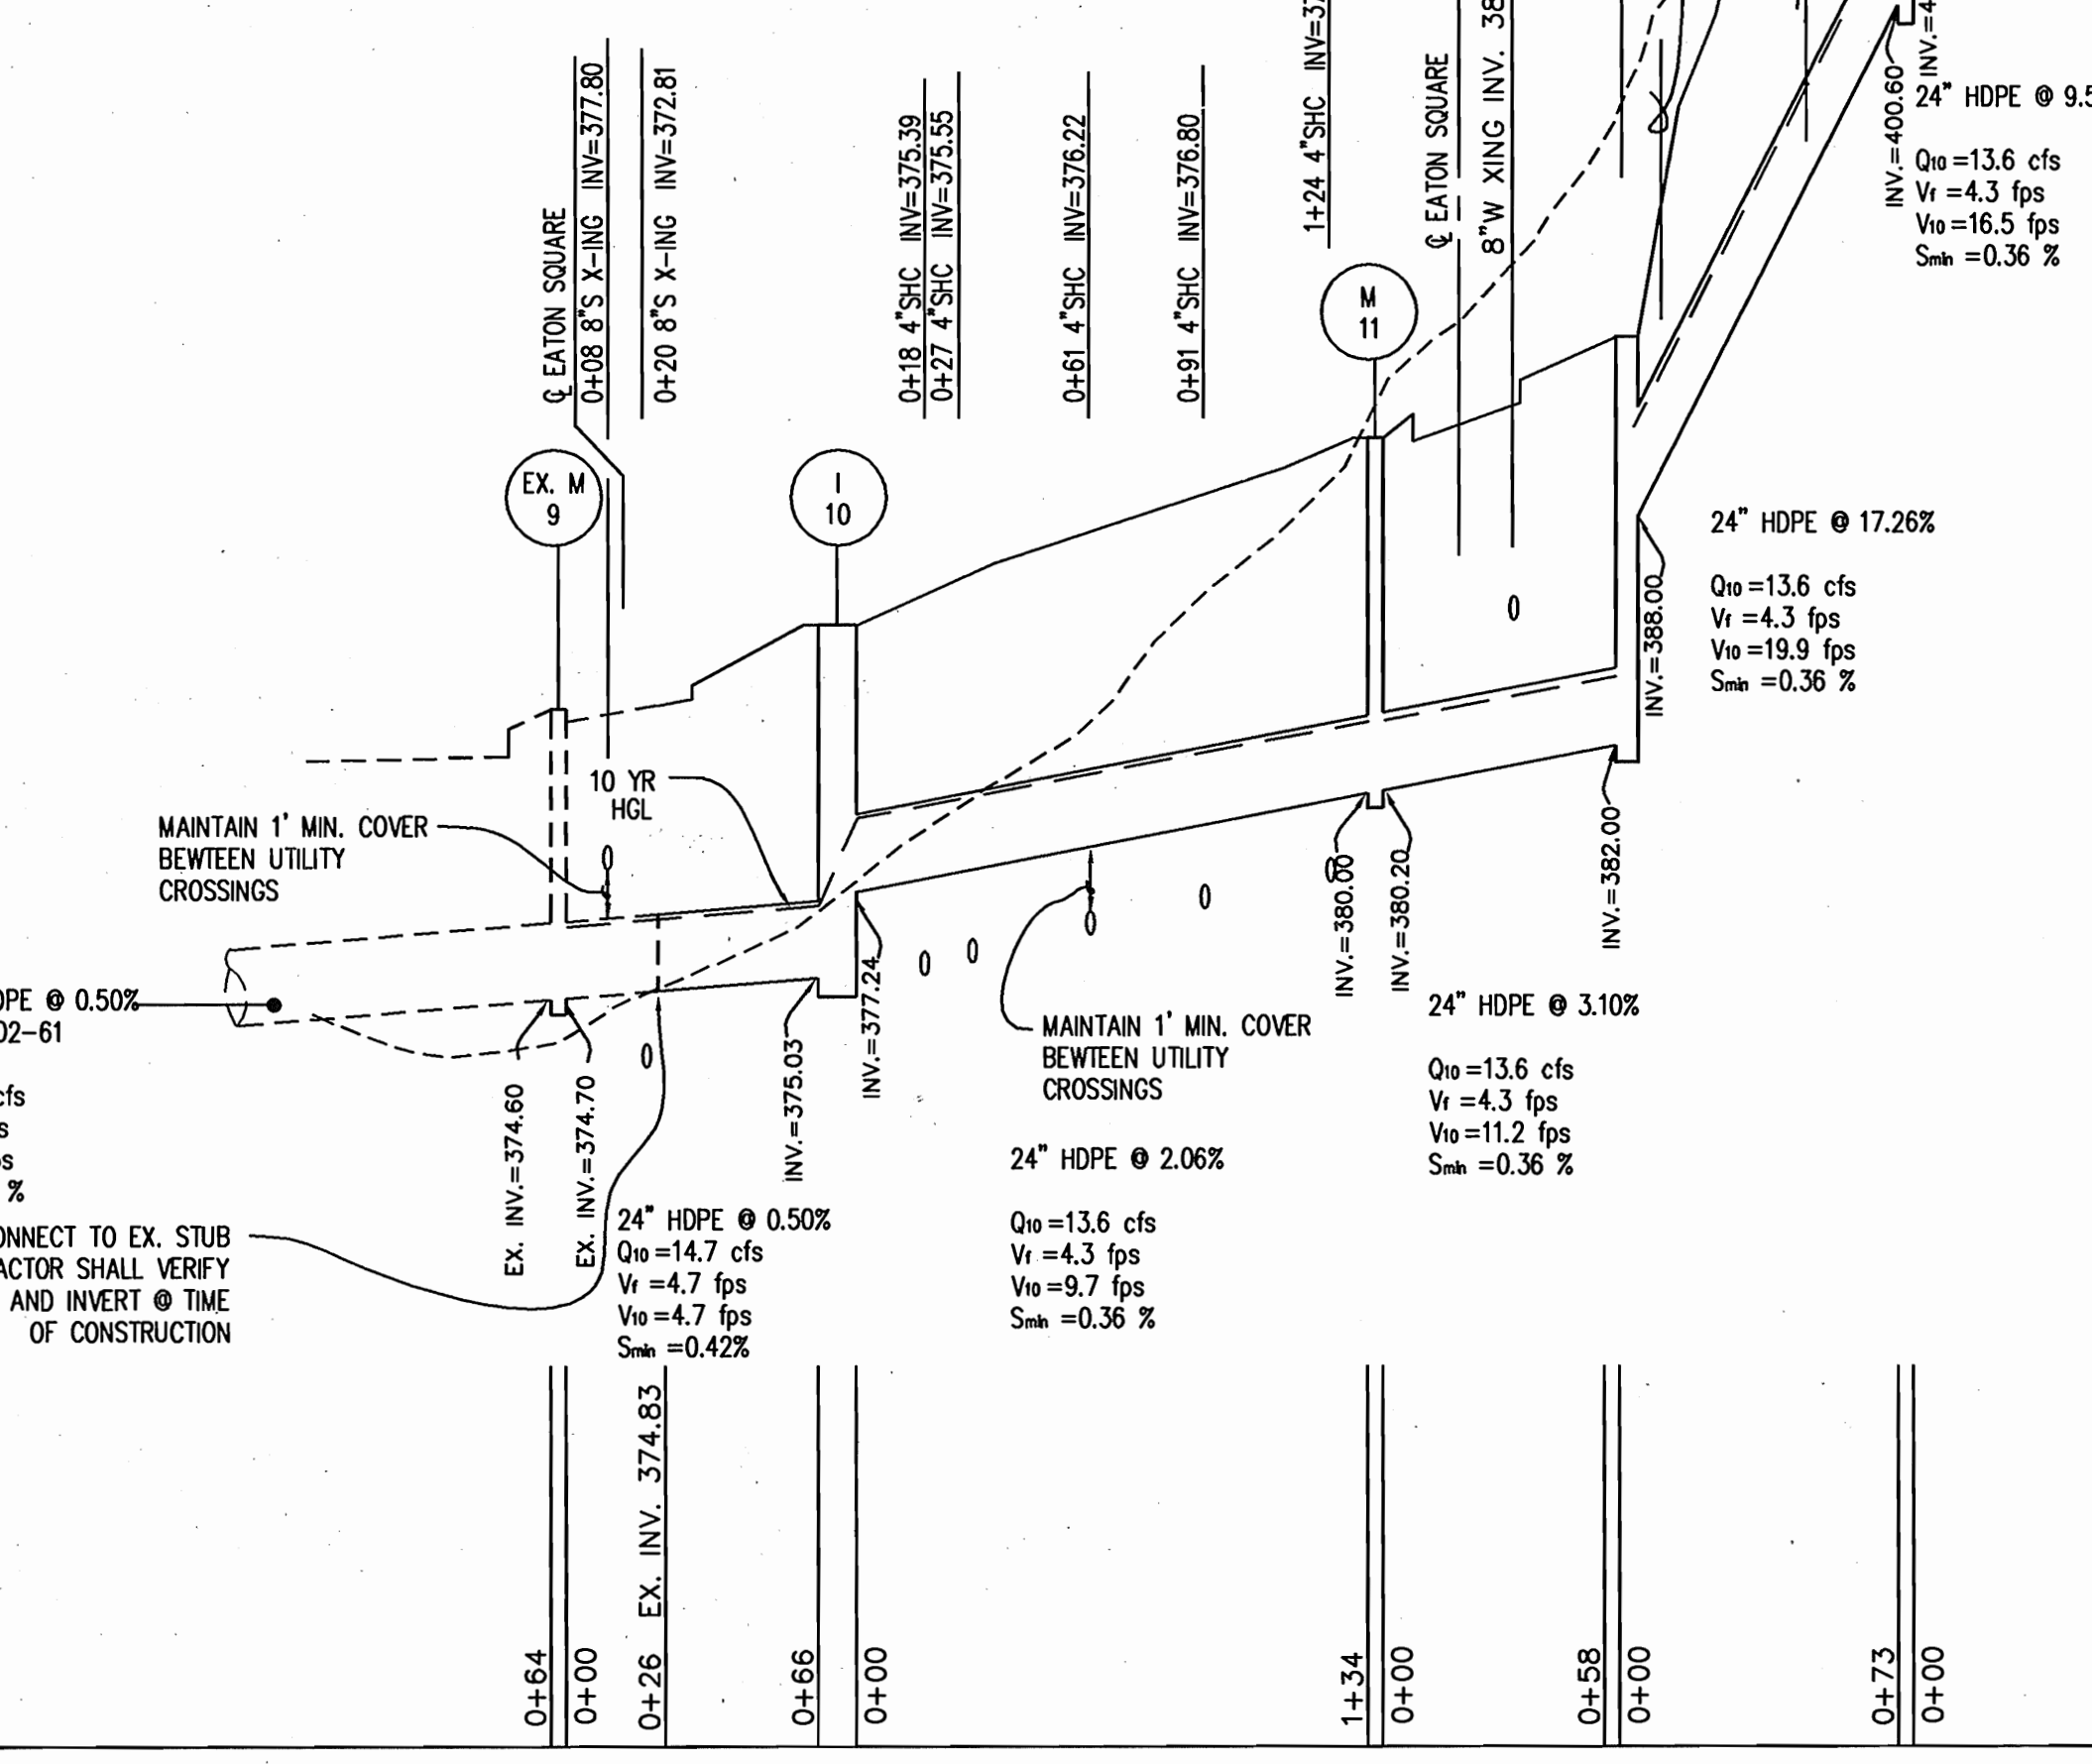 ℄ EATON SQUARE
0+08 8"S X-ING INV=377.80
0+20 8"S X-ING INV=372.81
0+18 4"SHC INV=375.39
0+27 4"SHC INV=375.55
0+61 4"SHC INV=376.22
0+91 4"SHC INV=376.80
1+24 4"SHC INV=37
℄ EATON SQUARE
8"W XING INV. 38
INV.=400.60
INV.=4
24" HDPE @ 9.5
Q10 =13.6 cfs
Vf =4.3 fps
V10 =16.5 fps
Smin =0.36 %
M
11
EX. M
9
I
10
24" HDPE @ 17.26%
Q10 =13.6 cfs
Vf =4.3 fps
V10 =19.9 fps
Smin =0.36 %
INV.=388.00
10 YR
HGL
MAINTAIN 1' MIN. COVER
BEWTEEN UTILITY
CROSSINGS
DPE @ 0.50%
02-61
cfs
s
ps
%
ONNECT TO EX. STUB
ACTOR SHALL VERIFY
AND INVERT @ TIME
OF CONSTRUCTION
EX. INV.=374.60
EX. INV.=374.70
INV.=375.03
INV.=377.24
MAINTAIN 1' MIN. COVER
BEWTEEN UTILITY
CROSSINGS
INV.=380.00
INV.=380.20
INV.=382.00
24" HDPE @ 0.50%
Q10 =14.7 cfs
Vf =4.7 fps
V10 =4.7 fps
Smin =0.42%
24" HDPE @ 2.06%
Q10 =13.6 cfs
Vf =4.3 fps
V10 =9.7 fps
Smin =0.36 %
24" HDPE @ 3.10%
Q10 =13.6 cfs
Vf =4.3 fps
V10 =11.2 fps
Smin =0.36 %
0+64
0+00
0+26 EX. INV. 374.83
0+66
0+00
1+34
0+00
0+58
0+00
0+73
0+00